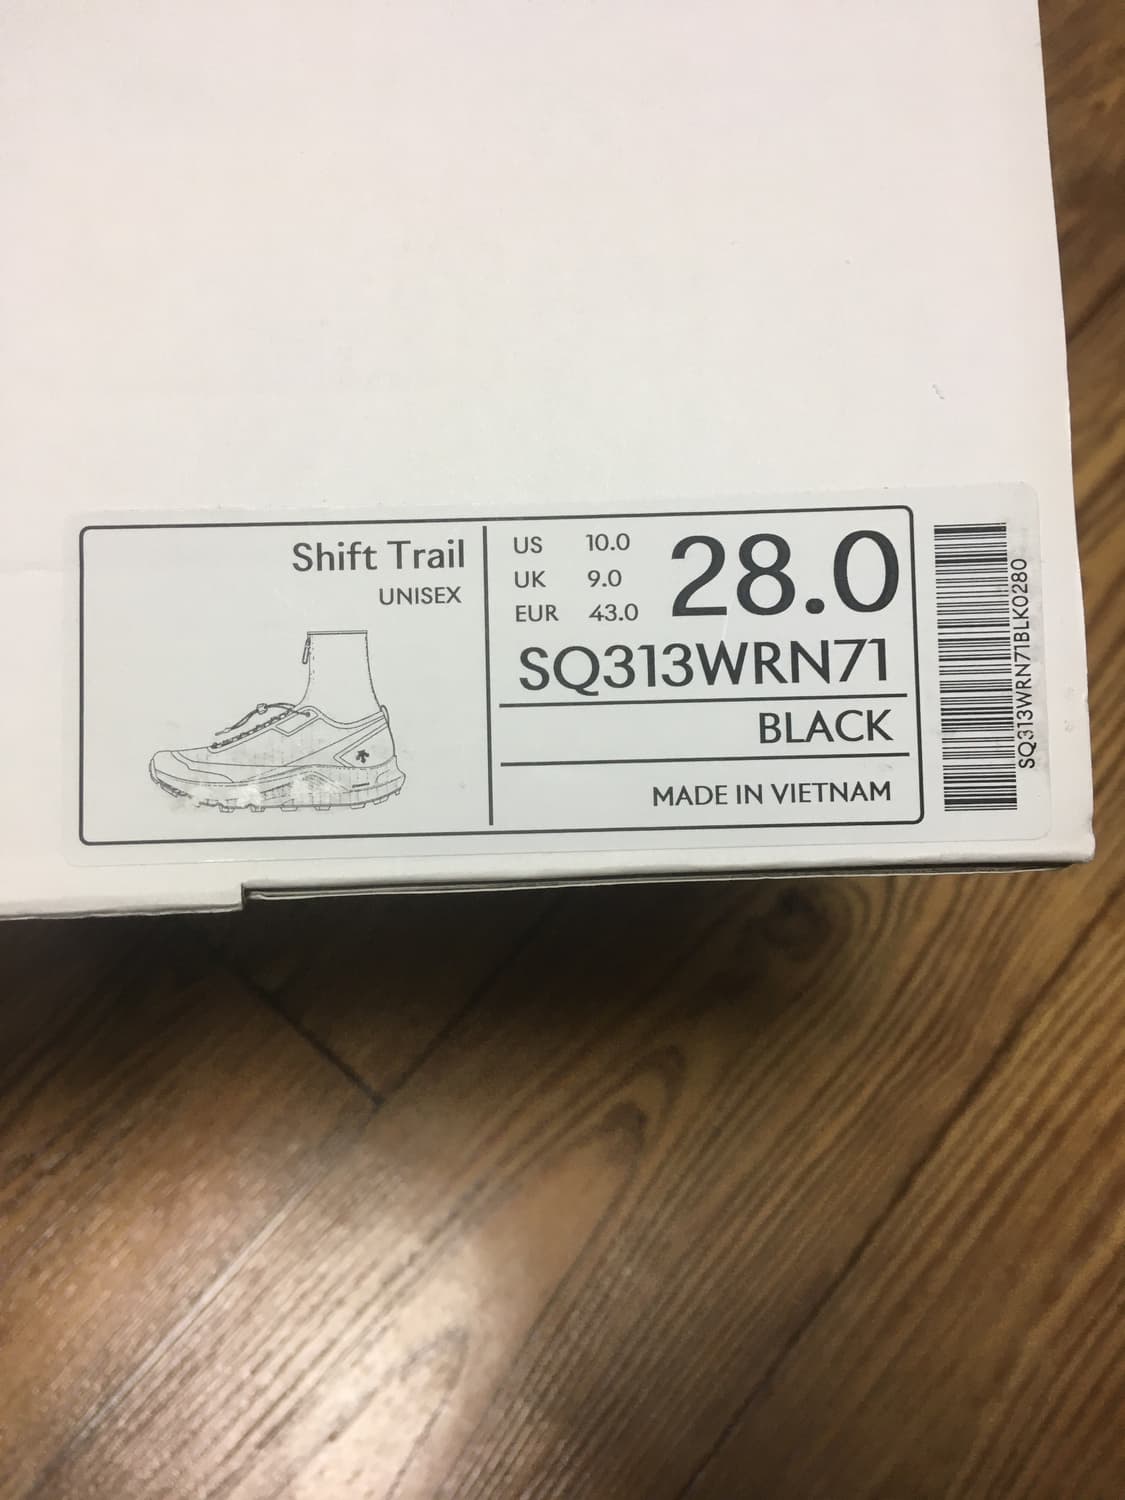 Shift Trail
UNISEX
US 10.0
UK 9.0
EUR 43.0
28.0
SQ313WRN71
BLACK
MADE IN VIETNAM
SQ313WRN71BLK0280